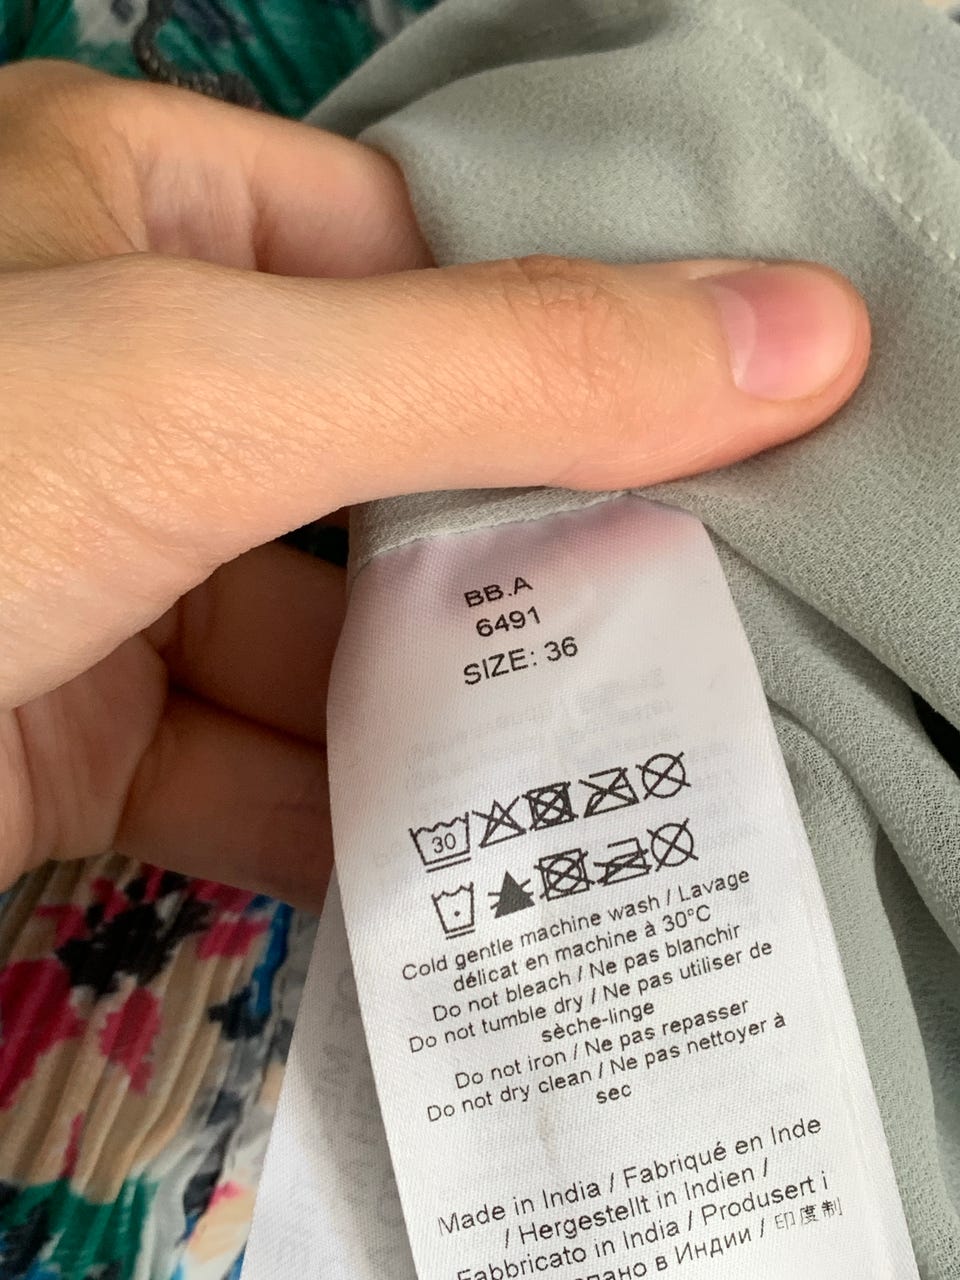 BB.A
6491
SIZE: 36
30
Cold gentle machine wash / Lavage
délicat en machine à 30°C
Do not bleach / Ne pas blanchir
Do not tumble dry / Ne pas utiliser de
sèche-linge
Do not iron / Ne pas repasser
Do not dry clean / Ne pas nettoyer à
sec
Made in India / Fabriqué en Inde
/ Hergestellt in Indien /
Fabbricato in India / Produsert i
в Индии / 印度制